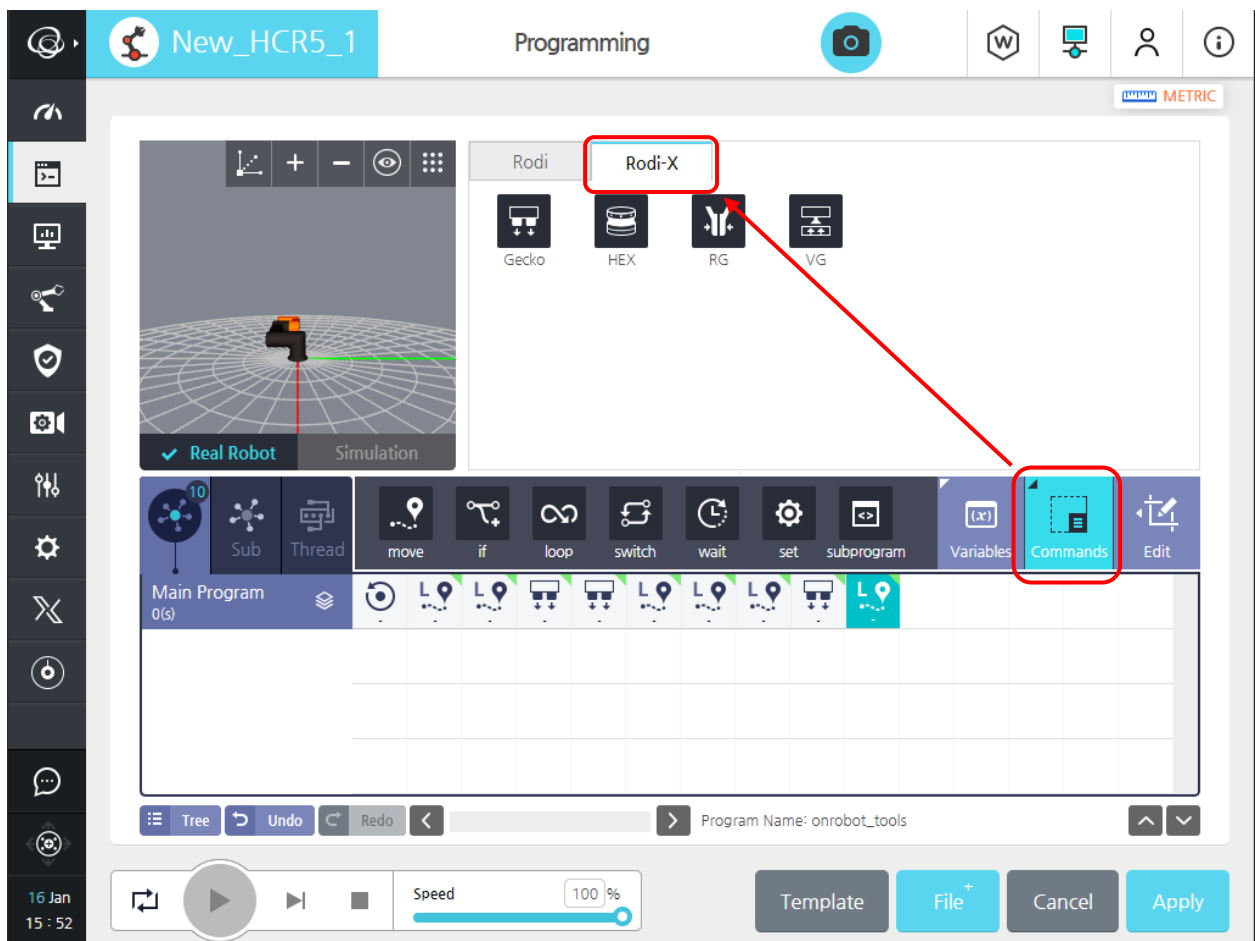 New_HCR5_1
Programming
W
METRIC
Rodi
Rodi-X
Gecko
HEX
RG
VG
Real Robot
Simulation
10
Sub
Thread
move
if
loop
switch
wait
set
subprogram
(x)
Variables
Commands
Edit
Main Program
0(s)
L
L
L
L
L
L
Tree
Undo
Redo
Program Name: onrobot_tools
16 Jan
15 : 52
Speed
100 %
Template
File +
Cancel
Apply